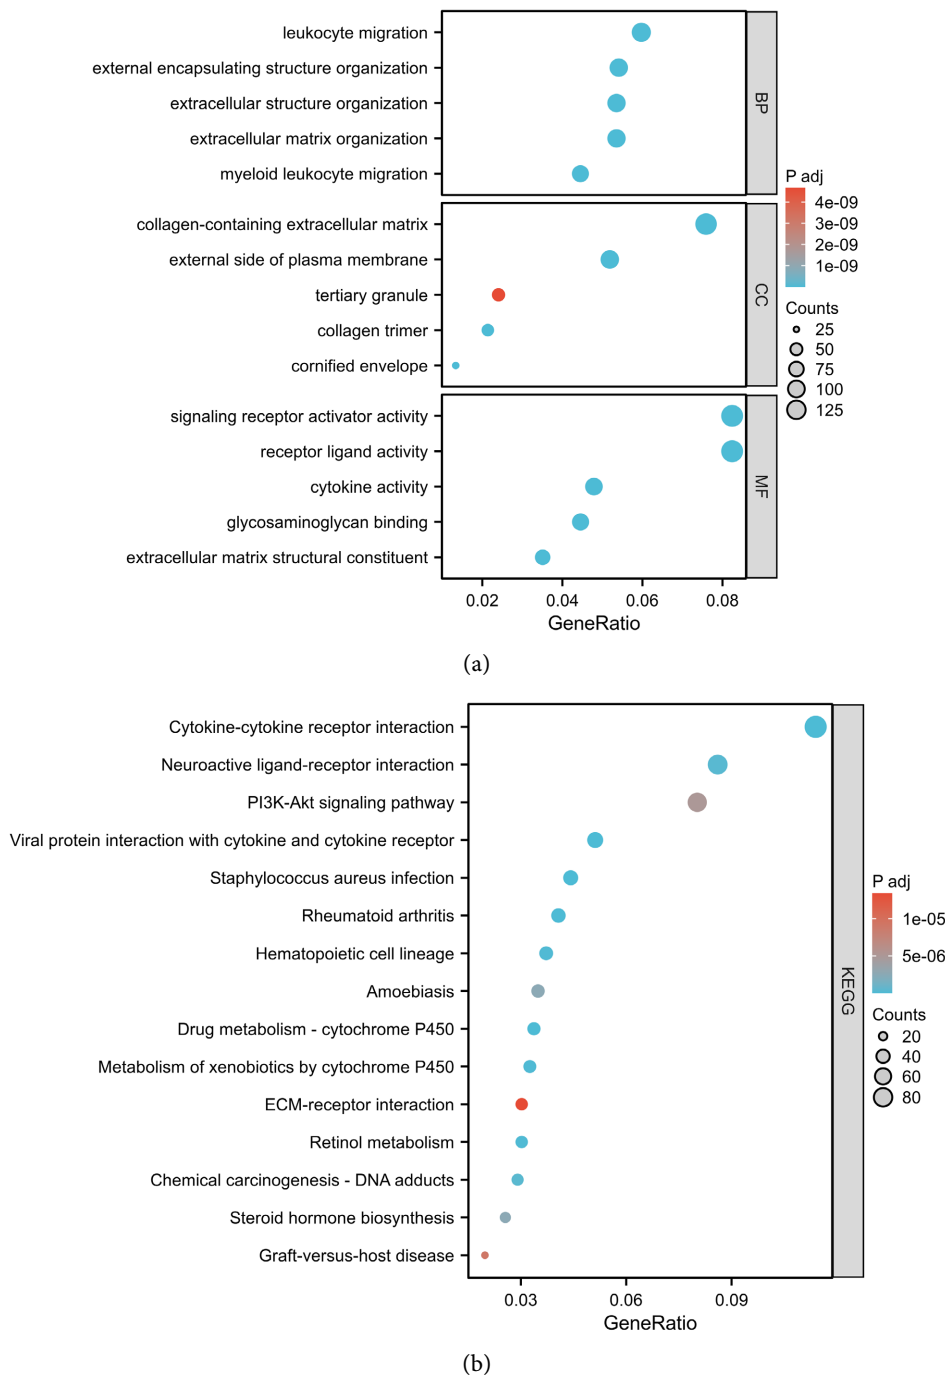 leukocyte migration
external encapsulating structure organization
extracellular structure organization
extracellular matrix organization
myeloid leukocyte migration
BP
collagen-containing extracellular matrix
external side of plasma membrane
tertiary granule
collagen trimer
cornified envelope
CC
signaling receptor activator activity
receptor ligand activity
cytokine activity
glycosaminoglycan binding
extracellular matrix structural constituent
MF
0.02 0.04 0.06 0.08
GeneRatio
P adj
4e-09
3e-09
2e-09
1e-09
Counts
25
50
75
100
125
(a)
Cytokine-cytokine receptor interaction
Neuroactive ligand-receptor interaction
PI3K-Akt signaling pathway
Viral protein interaction with cytokine and cytokine receptor
Staphylococcus aureus infection
Rheumatoid arthritis
Hematopoietic cell lineage
Amoebiasis
Drug metabolism - cytochrome P450
Metabolism of xenobiotics by cytochrome P450
ECM-receptor interaction
Retinol metabolism
Chemical carcinogenesis - DNA adducts
Steroid hormone biosynthesis
Graft-versus-host disease
KEGG
0.03 0.06 0.09
GeneRatio
P adj
1e-05
5e-06
Counts
20
40
60
80
(b)